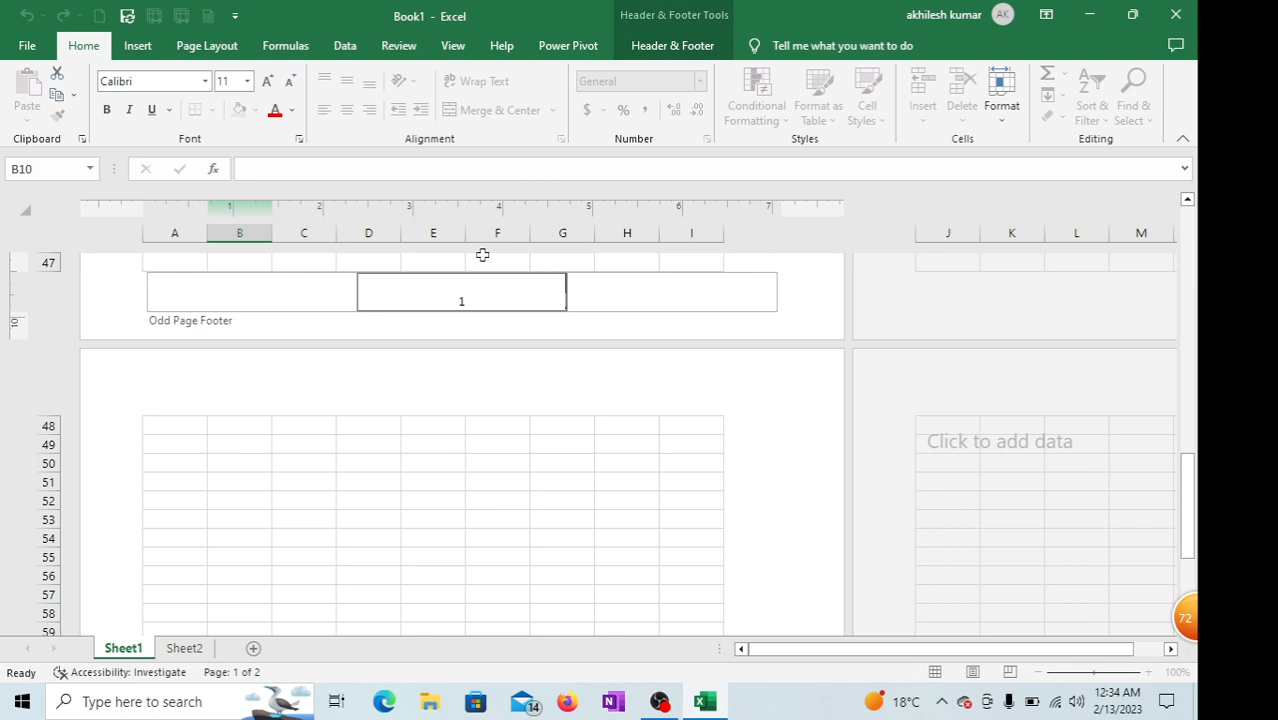 Book1 - Excel
Header & Footer Tools
akhilesh kumar AK
File Home Insert Page Layout Formulas Data Review View Help Power Pivot Header & Footer Tell me what you want to do
Paste
Clipboard
Calibri 11
B I U
Font
Wrap Text
Merge & Center
Alignment
General
$ % ,
Number
Conditional Formatting
Format as Table
Cell Styles
Styles
Insert Delete Format
Cells
Sort & Filter
Find & Select
Editing
B10
fx
1 2 3 4 5 6 7
A B C D E F G H I J K L M
47
1
Odd Page Footer
10
48
49 Click to add data
50
51
52
53
54
55
56
57
58
59
72
Sheet1 Sheet2
Ready Accessibility: Investigate Page: 1 of 2 100%
Type here to search
14
18°C
12:34 AM
2/13/2023